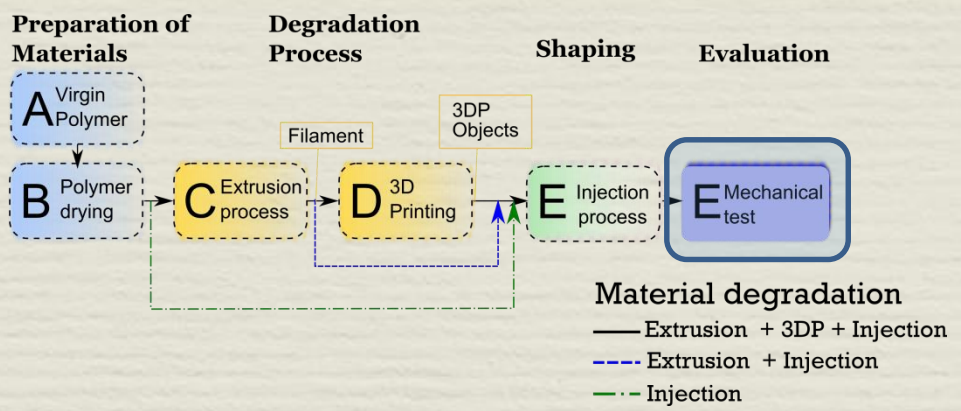 Preparation of
Materials
Degradation
Process
Shaping
Evaluation
A Virgin
Polymer
Filament
3DP
Objects
B Polymer
drying
C Extrusion
process
D 3D
Printing
E Injection
process
E Mechanical
test
Material degradation
Extrusion + 3DP + Injection
Extrusion + Injection
Injection